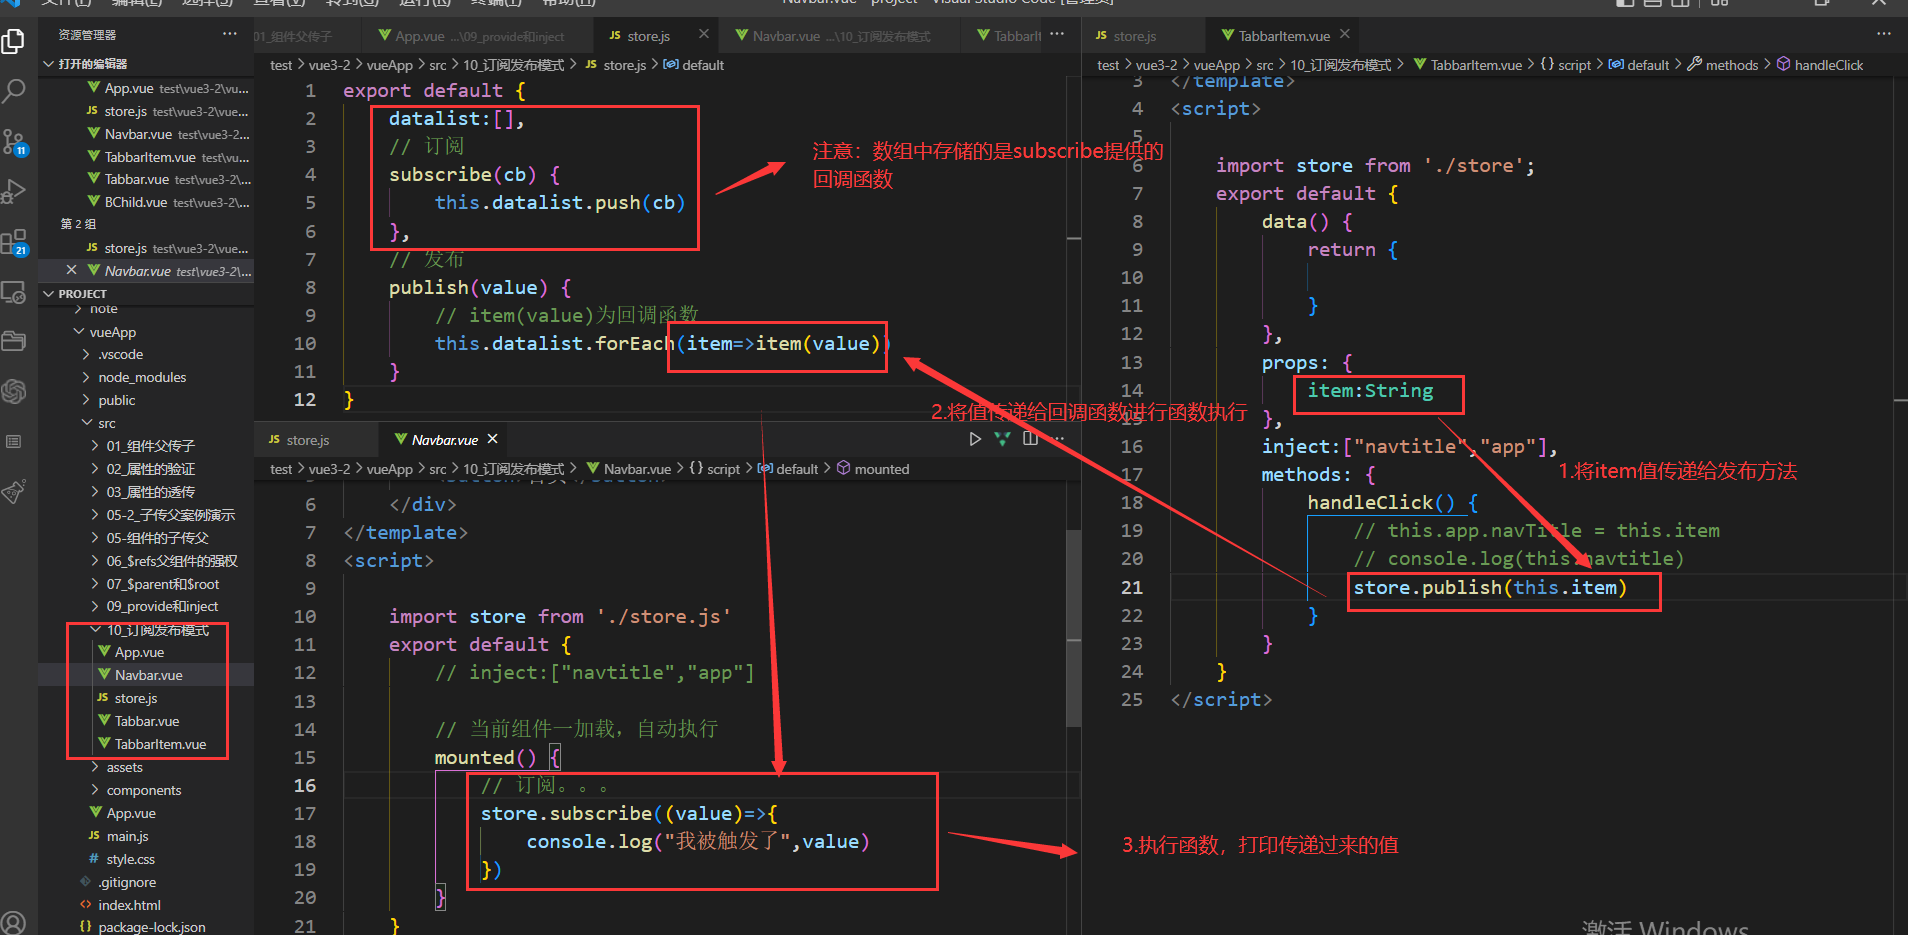 文件(F) 编辑(E) 选择(S) 查看(V) 转到(G) 运行(R) 终端(T) 帮助(H)
Navbar.vue - project - Visual Studio Code [管理员]
资源管理器 ···
打开的编辑器
App.vue test\vue3-2\vue...
store.js test\vue3-2\vue...
Navbar.vue test\vue3-2...
TabbarItem.vue test\vu...
Tabbar.vue test\vue3-2\...
BChild.vue test\vue3-2\...
第 2 组
store.js test\vue3-2\vue...
Navbar.vue test\vue3-2\...
PROJECT
note
vueApp
.vscode
node_modules
public
src
01_组件父传子
02_属性的验证
03_属性的透传
05-2_子传父案例演示
05-组件的子传父
06_$refs父组件的强权
07_$parent和$root
09_provide和inject
10_订阅发布模式
App.vue
Navbar.vue
store.js
Tabbar.vue
TabbarItem.vue
assets
components
App.vue
main.js
style.css
.gitignore
index.html
package-lock.json
11
21
01_组件父传子 App.vue ...\09_provide和inject store.js Navbar.vue ...\10_订阅发布模式 TabbarIt ···
test > vue3-2 > vueApp > src > 10_订阅发布模式 > store.js > default
1 export default {
2 datalist:[],
3 // 订阅
4 subscribe(cb) {
5 this.datalist.push(cb)
6 },
7 // 发布
8 publish(value) {
9 // item(value)为回调函数
10 this.datalist.forEach(item=>item(value))
11 }
12 }
注意：数组中存储的是subscribe提供的
回调函数
2.将值传递给回调函数进行函数执行
store.js Navbar.vue ···
test > vue3-2 > vueApp > src > 10_订阅发布模式 > Navbar.vue > {} script > default > mounted
6 </div>
7 </template>
8 <script>
9
10 import store from './store.js'
11 export default {
12 // inject:["navtitle","app"]
13
14 // 当前组件一加载，自动执行
15 mounted() {
16 // 订阅。。。
17 store.subscribe((value)=>{
18 console.log("我被触发了",value)
19 })
20 }
21 }
store.js TabbarItem.vue ···
test > vue3-2 > vueApp > src > 10_订阅发布模式 > TabbarItem.vue > {} script > default > methods > handleClick
3 </template>
4 <script>
5
6 import store from './store';
7 export default {
8 data() {
9 return {
10
11 }
12 },
13 props: {
14 item:String
15 },
16 inject:["navtitle","app"],
17 methods: {
18 handleClick() {
19 // this.app.navTitle = this.item
20 // console.log(this.navtitle)
21 store.publish(this.item)
22 }
23 }
24 }
25 </script>
1.将item值传递给发布方法
3.执行函数，打印传递过来的值
激活 Windows